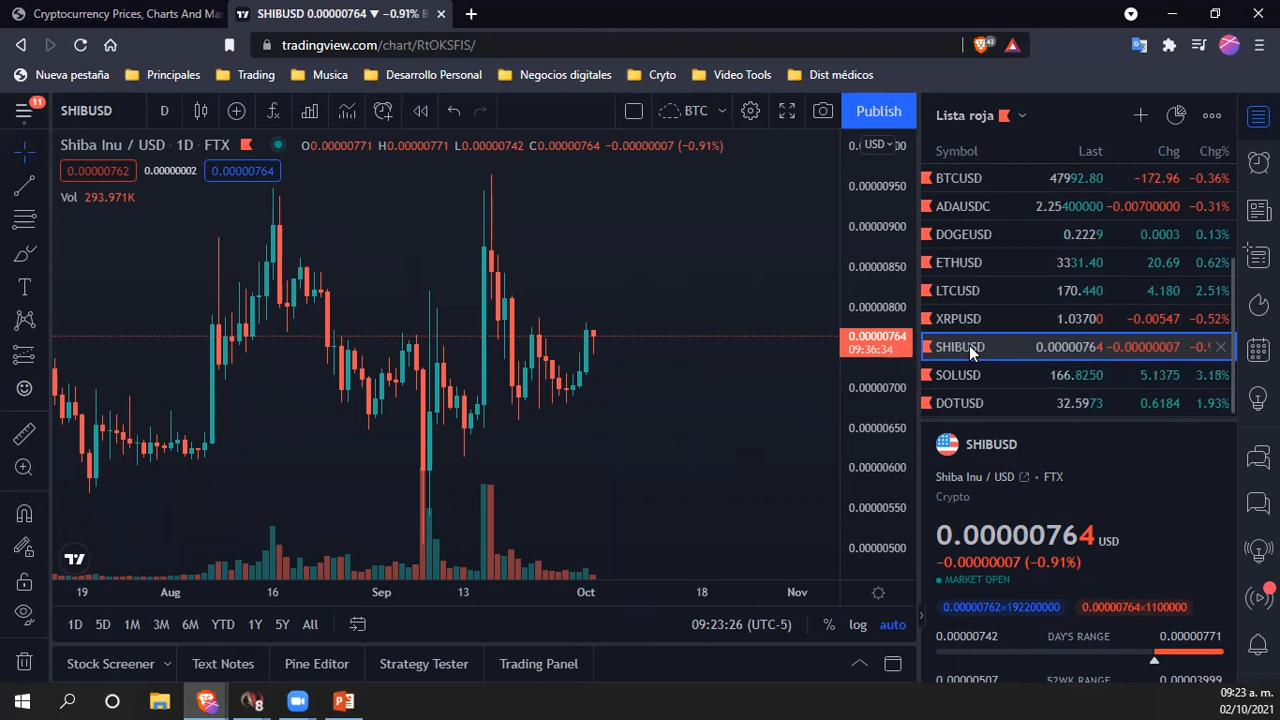 Cryptocurrency Prices, Charts And Mar
SHIBUSD 0.00000764 ▼ −0.91% B
tradingview.com/chart/RtOKSFIS/
43
Nueva pestaña Principales Trading Musica Desarrollo Personal Negocios digitales Cryto Video Tools Dist médicos
11
SHIBUSD D BTC Publish
Shiba Inu / USD · 1D · FTX O0.00000771 H0.00000771 L0.00000742 C0.00000764 −0.00000007 (−0.91%)
USD
0.00000762 0.00000002 0.00000764
Vol 293.971K
0.00000950
0.00000900
0.00000850
0.00000800
0.00000764
09:36:34
0.00000700
0.00000650
0.00000600
0.00000550
0.00000500
19 Aug 16 Sep 13 Oct 18 Nov
1D 5D 1M 3M 6M YTD 1Y 5Y All
09:23:26 (UTC-5) % log auto
Stock Screener Text Notes Pine Editor Strategy Tester Trading Panel
Lista roja
Symbol Last Chg Chg%
BTCUSD 47992.80 −172.96 −0.36%
ADAUSDC 2.25400000 −0.00700000 −0.31%
DOGEUSD 0.2229 0.0003 0.13%
ETHUSD 3331.40 20.69 0.62%
LTCUSD 170.440 4.180 2.51%
XRPUSD 1.03700 −0.00547 −0.52%
SHIBUSD 0.00000764 −0.00000007
SOLUSD 166.8250 5.1375 3.18%
DOTUSD 32.5973 0.6184 1.93%
SHIBUSD
Shiba Inu / USD • FTX
Crypto
0.00000764 USD
−0.00000007 (−0.91%)
MARKET OPEN
0.00000762×192200000 0.00000764×1100000
0.00000742 DAY'S RANGE 0.00000771
0.00000507 52WK RANGE 0.00003999
09:23 a. m.
02/10/2021